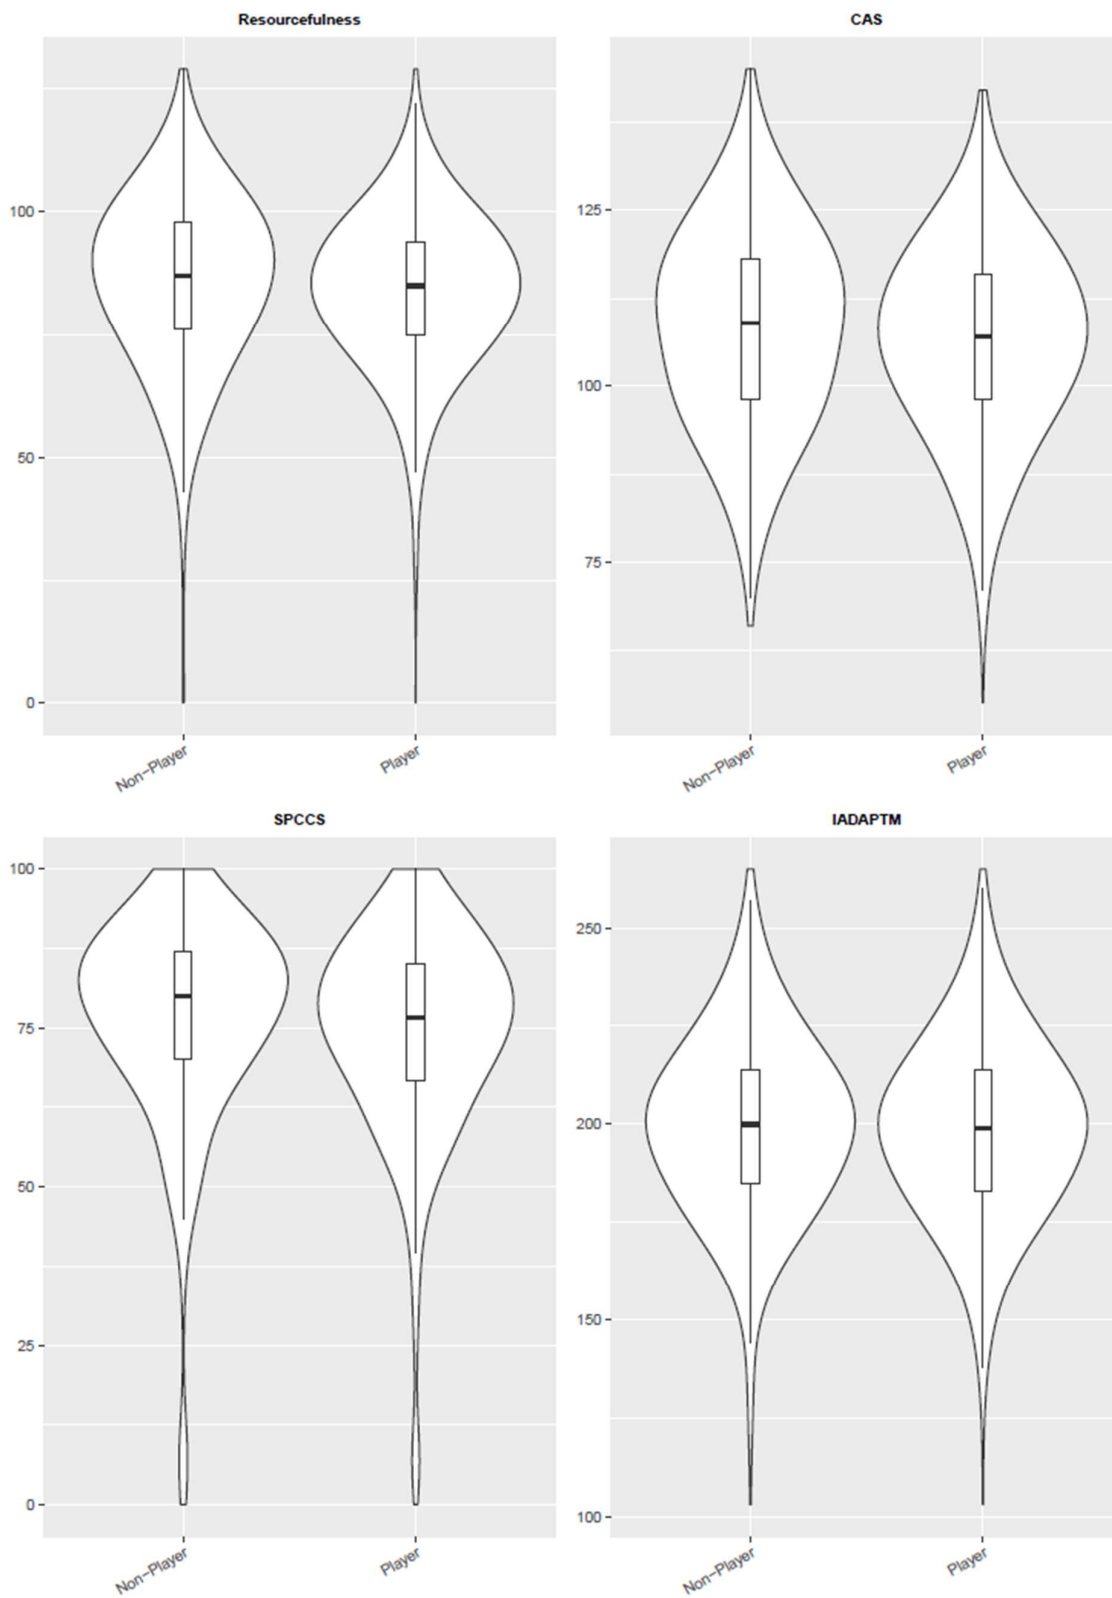 Resourcefulness
100
50
0
Non-Player
Player
CAS
125
100
75
Non-Player
Player
SPCCS
100
75
50
25
0
Non-Player
Player
IADAPTM
250
200
150
100
Non-Player
Player